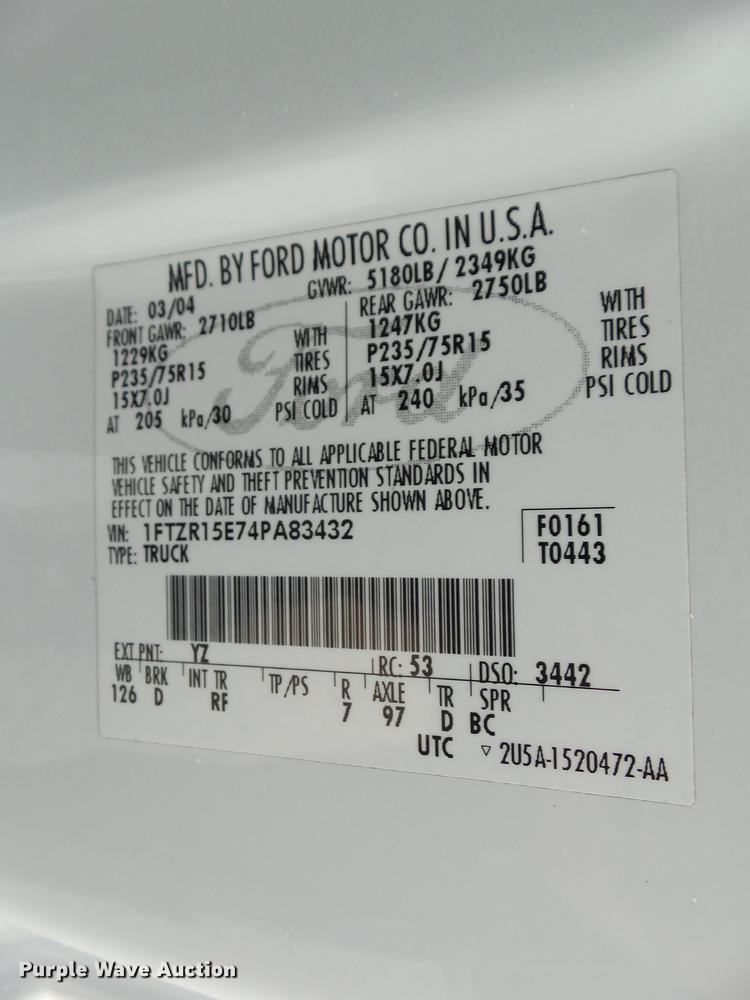 MFD. BY FORD MOTOR CO. IN U.S.A.
DATE: 03/04 GVWR: 5180LB / 2349KG
FRONT GAWR: 2710LB REAR GAWR: 2750LB
1229KG WITH 1247KG WITH
P235/75R15 TIRES P235/75R15 TIRES
15X7.0J RIMS 15X7.0J RIMS
AT 205 kPa/30 PSI COLD AT 240 kPa/35 PSI COLD
Ford
THIS VEHICLE CONFORMS TO ALL APPLICABLE FEDERAL MOTOR
VEHICLE SAFETY AND THEFT PREVENTION STANDARDS IN
EFFECT ON THE DATE OF MANUFACTURE SHOWN ABOVE.
VIN: 1FTZR15E74PA83432 F0161
TYPE: TRUCK T0443
EXT PNT: YZ RC: 53 DSO: 3442
WB BRK INT TR TP/PS R AXLE TR SPR
126 D RF 7 97 D BC
UTC ▽ 2U5A-1520472-AA
Purple Wave Auction